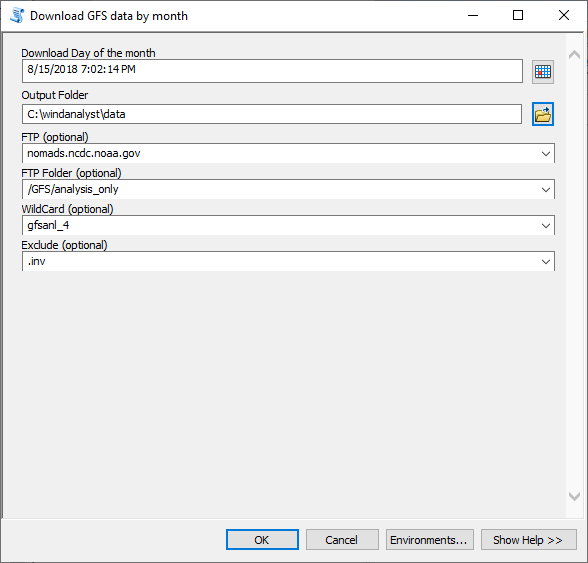 Download GFS data by month
Download Day of the month
8/15/2018 7:02:14 PM
Output Folder
C:\windanalyst\data
FTP (optional)
nomads.ncdc.noaa.gov
FTP Folder (optional)
/GFS/analysis_only
WildCard (optional)
gfsanl_4
Exclude (optional)
.inv
OK Cancel Environments... Show Help >>